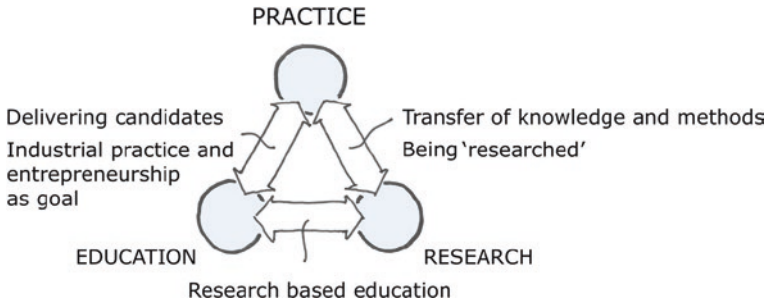 PRACTICE
Delivering candidates
Industrial practice and
entrepreneurship
as goal
Transfer of knowledge and methods
Being ‘researched’
EDUCATION
RESEARCH
Research based education